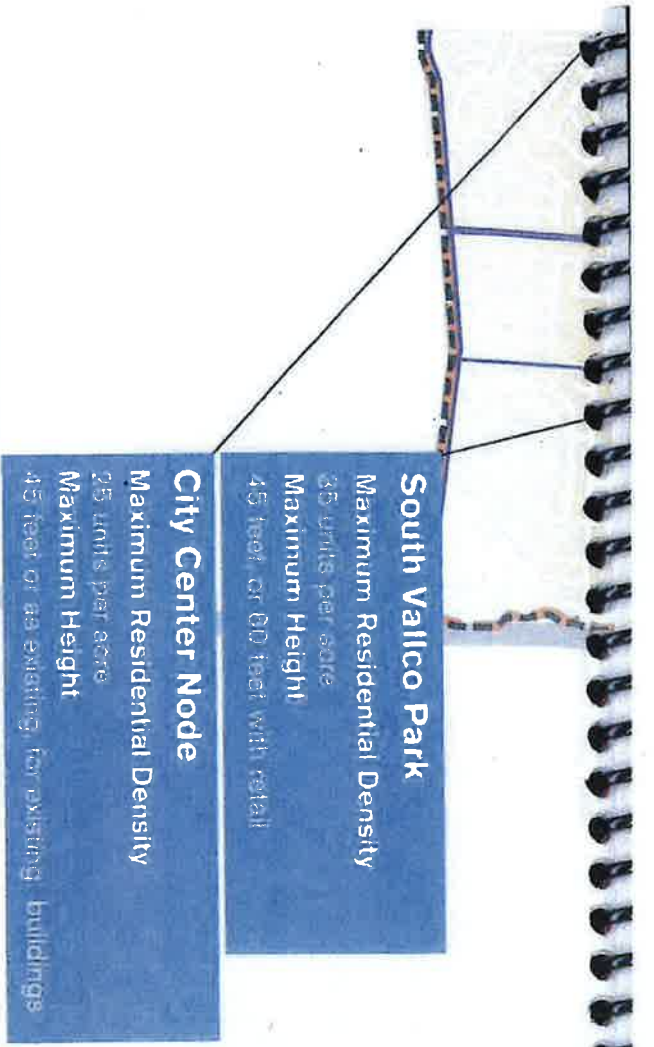 South Vallco Park
Maximum Residential Density
35 units per acre
Maximum Height
45 feet, or 60 feet with retail
City Center Node
Maximum Residential Density
25 units per acre
Maximum Height
45 feet or as existing, for existing buildings